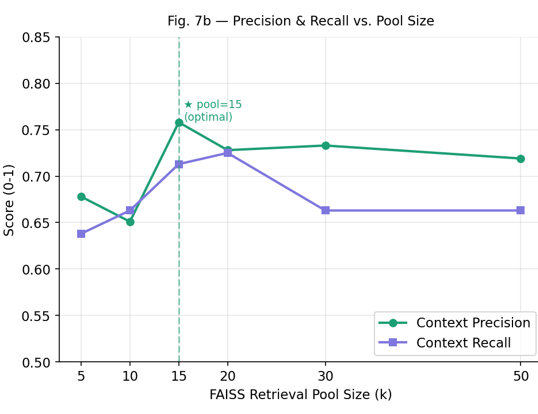 Fig. 7b — Precision & Recall vs. Pool Size
0.85
0.80
0.75
0.70
0.65
0.60
0.55
0.50
Score (0-1)
★ pool=15
(optimal)
Context Precision
Context Recall
5 10 15 20 30 50
FAISS Retrieval Pool Size (k)